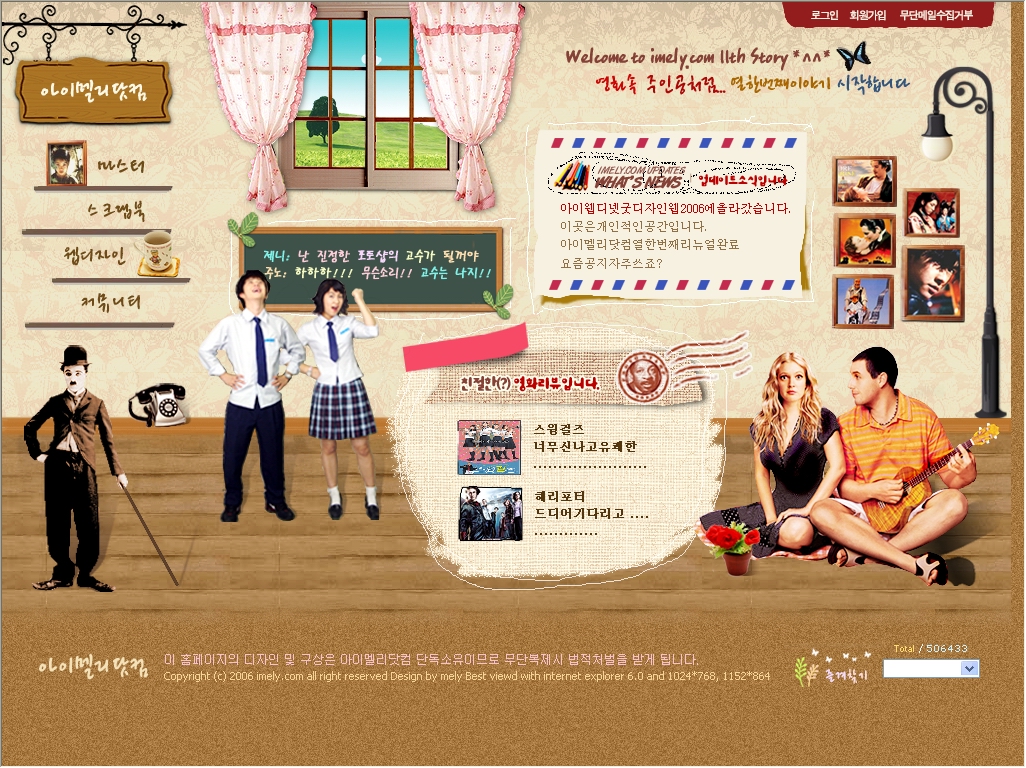 로그인 회원가입 무단메일수집거부
아이멜리닷컴
Welcome to imely.com 11th Story *^^*
영화속 주인공처럼... 열한번째이야기 시작합니다
마스터
스크랩북
웹디자인
커뮤니티
제니: 난 진정한 포토샵의 고수가 될꺼야
주노: 하하하!!! 무슨소리!! 고수는 나지!!
IMELY.COM UPDATES
WHAT'S NEWS 업데이트소식입니다
아이웹디넷굿디자인웹2006에올라갔습니다.
이곳은개인적인공간입니다.
아이멜리닷컴열한번째리뉴얼완료
요즘공지자주쓰죠?
친절한(?) 영화리뷰입니다.
스윙걸즈
너무신나고유쾌한
.......................
해리포터
드디어기다리고 ....
.............
아이멜리닷컴
이 홈페이지의 디자인 및 구상은 아이멜리닷컴 단독소유이므로 무단복제시 법적처벌을 받게 됩니다.
Copyright (c) 2006 imely.com all right reserved Design by mely Best viewd with internet explorer 6.0 and 1024*768, 1152*864
즐겨찾기
Total / 506433